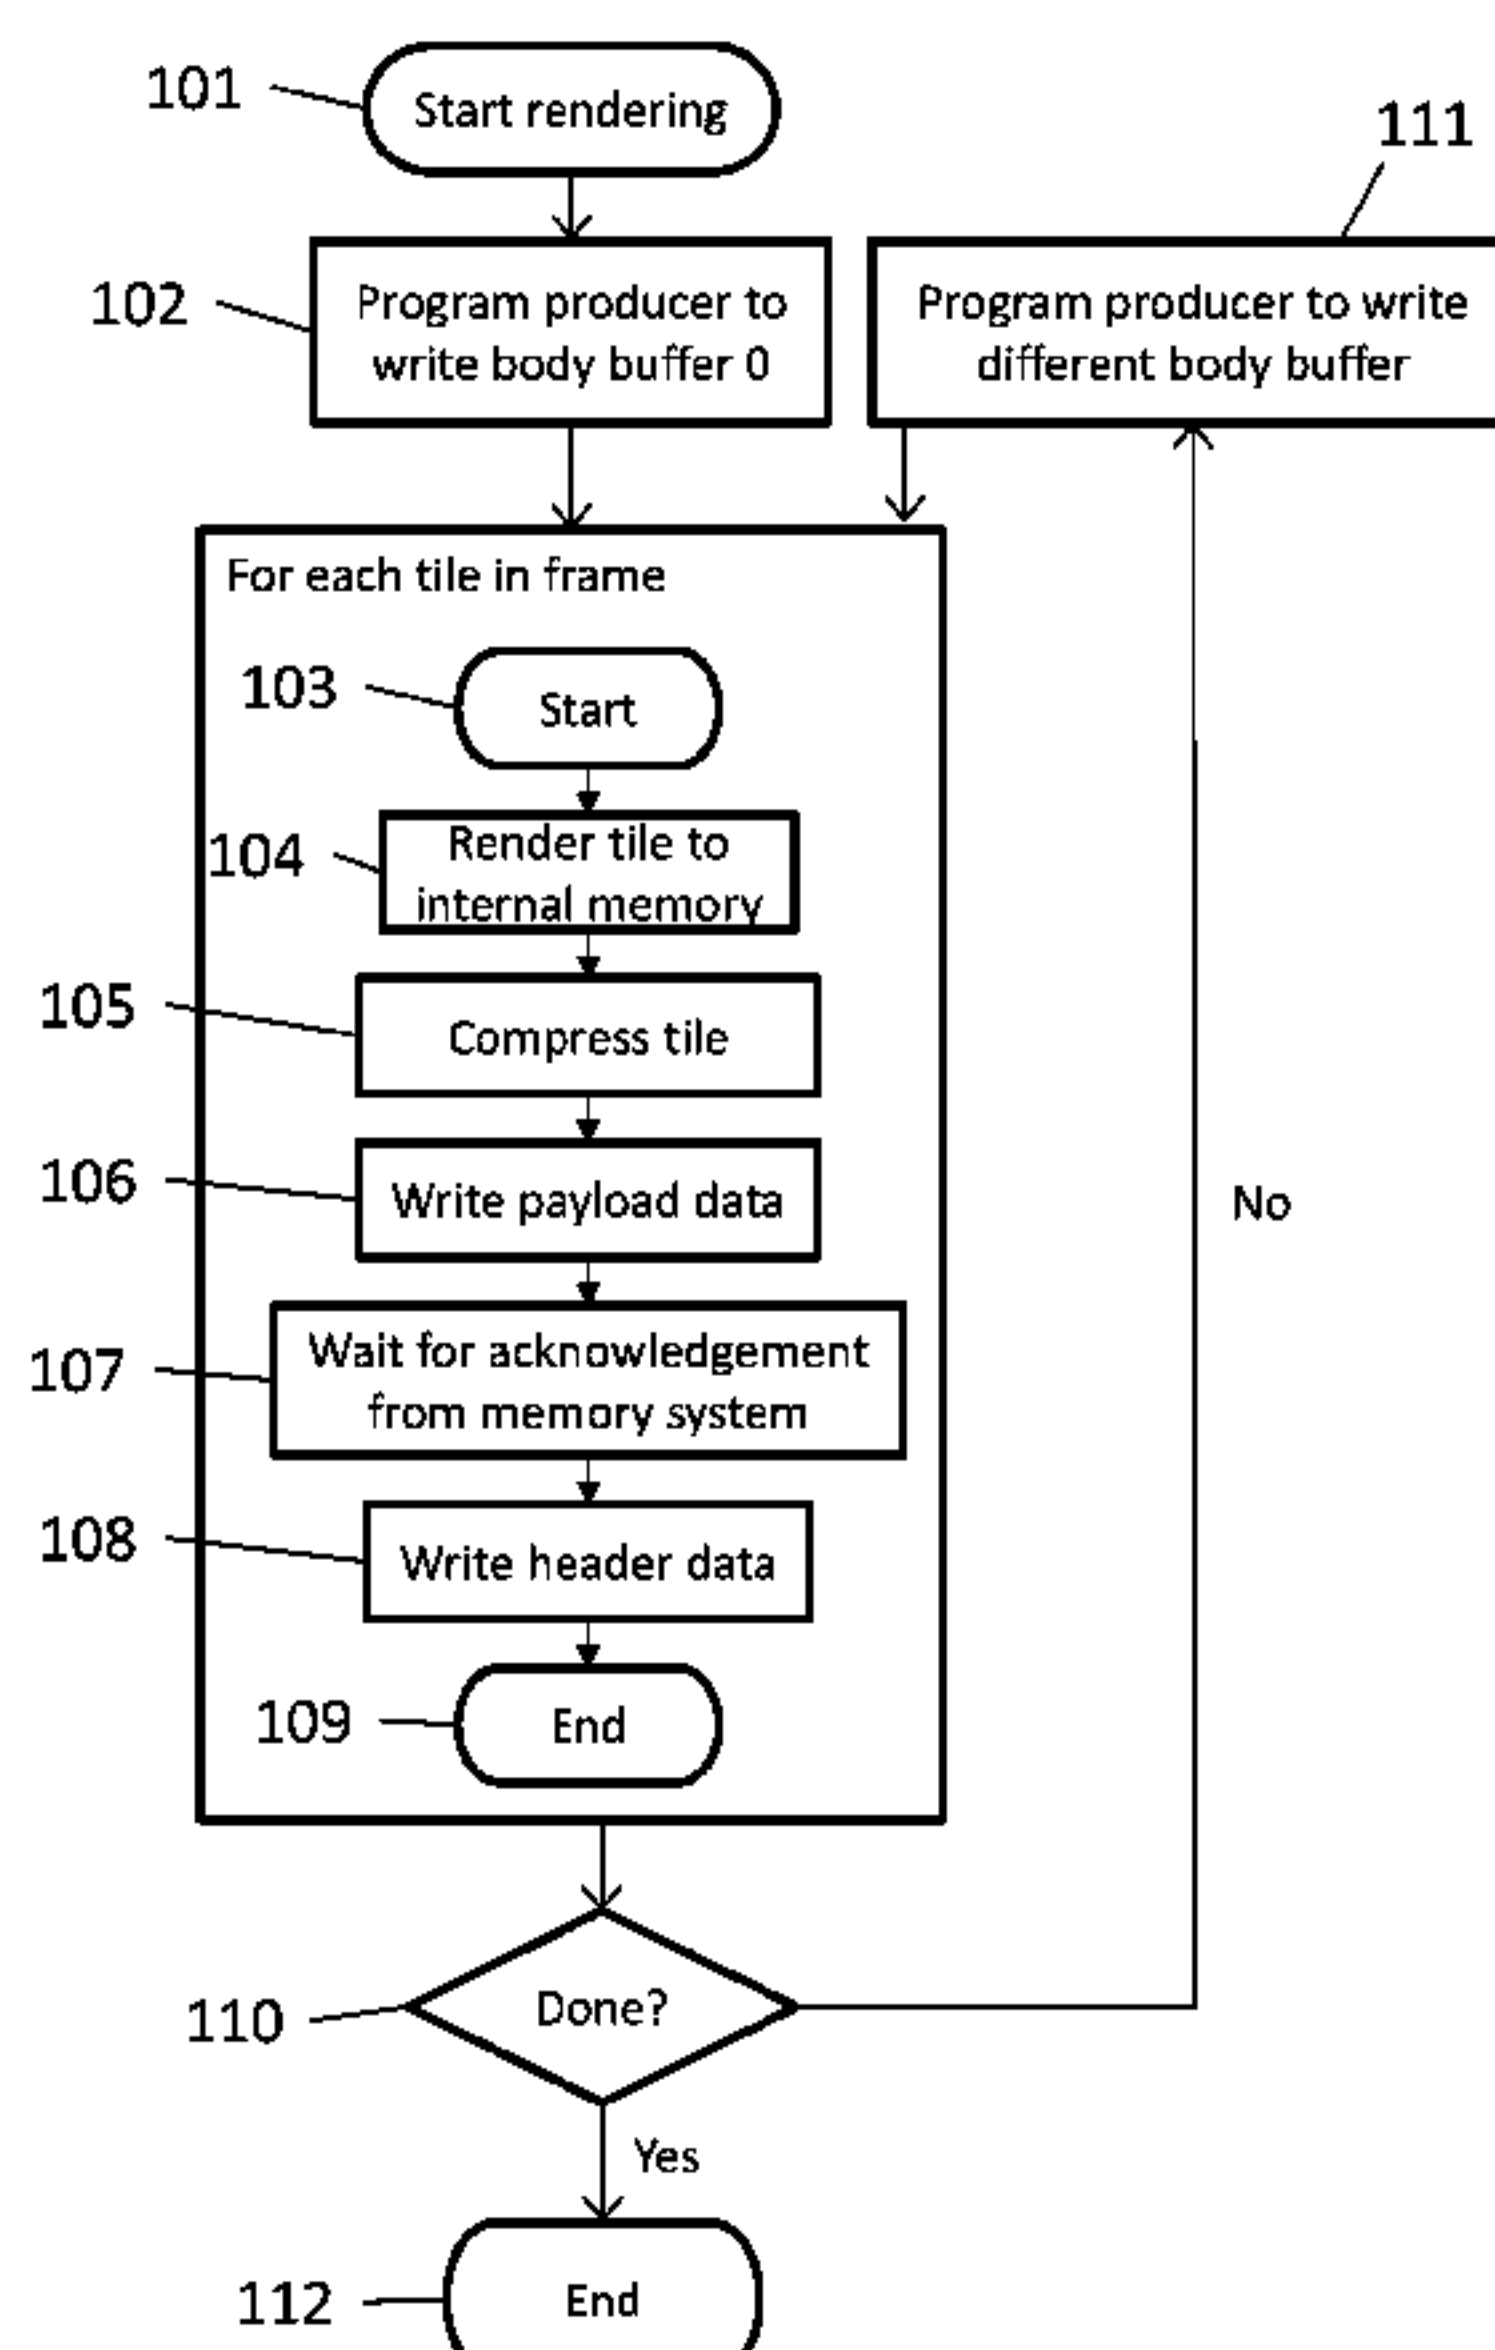 101
Start rendering
111
102
Program producer to
write body buffer 0
Program producer to write
different body buffer
For each tile in frame
103
Start
104
Render tile to
internal memory
105
Compress tile
106
Write payload data
No
107
Wait for acknowledgement
from memory system
108
Write header data
109
End
110
Done?
Yes
112
End